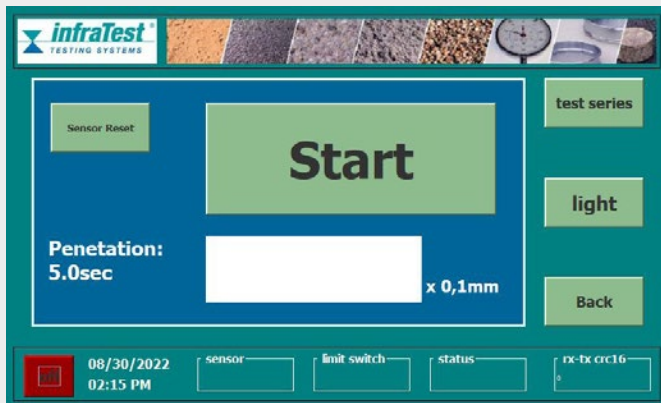 infraTest®
TESTING SYSTEMS
Sensor Reset
Start
test series
light
Penetation:
5.0sec
x 0,1mm
Back
08/30/2022
02:15 PM
sensor
limit switch
status
rx-tx crc16
0